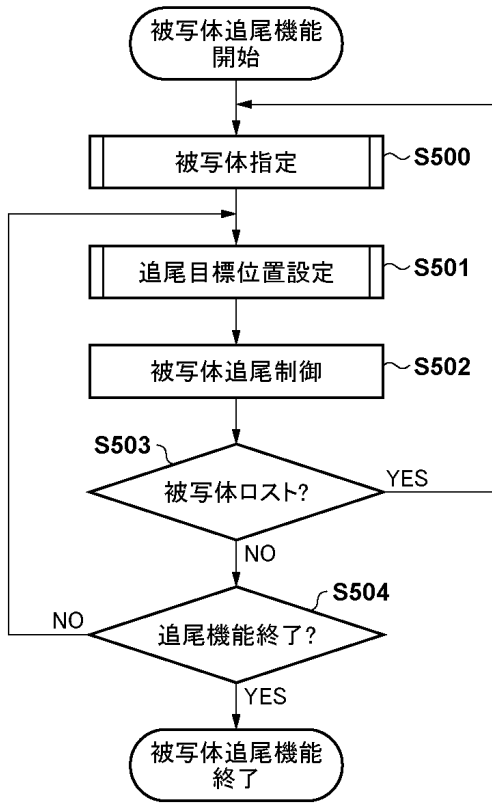 被写体追尾機能
開始
被写体指定
S500
追尾目標位置設定
S501
被写体追尾制御
S502
S503
被写体ロスト?
YES
NO
S504
追尾機能終了?
NO
YES
被写体追尾機能
終了